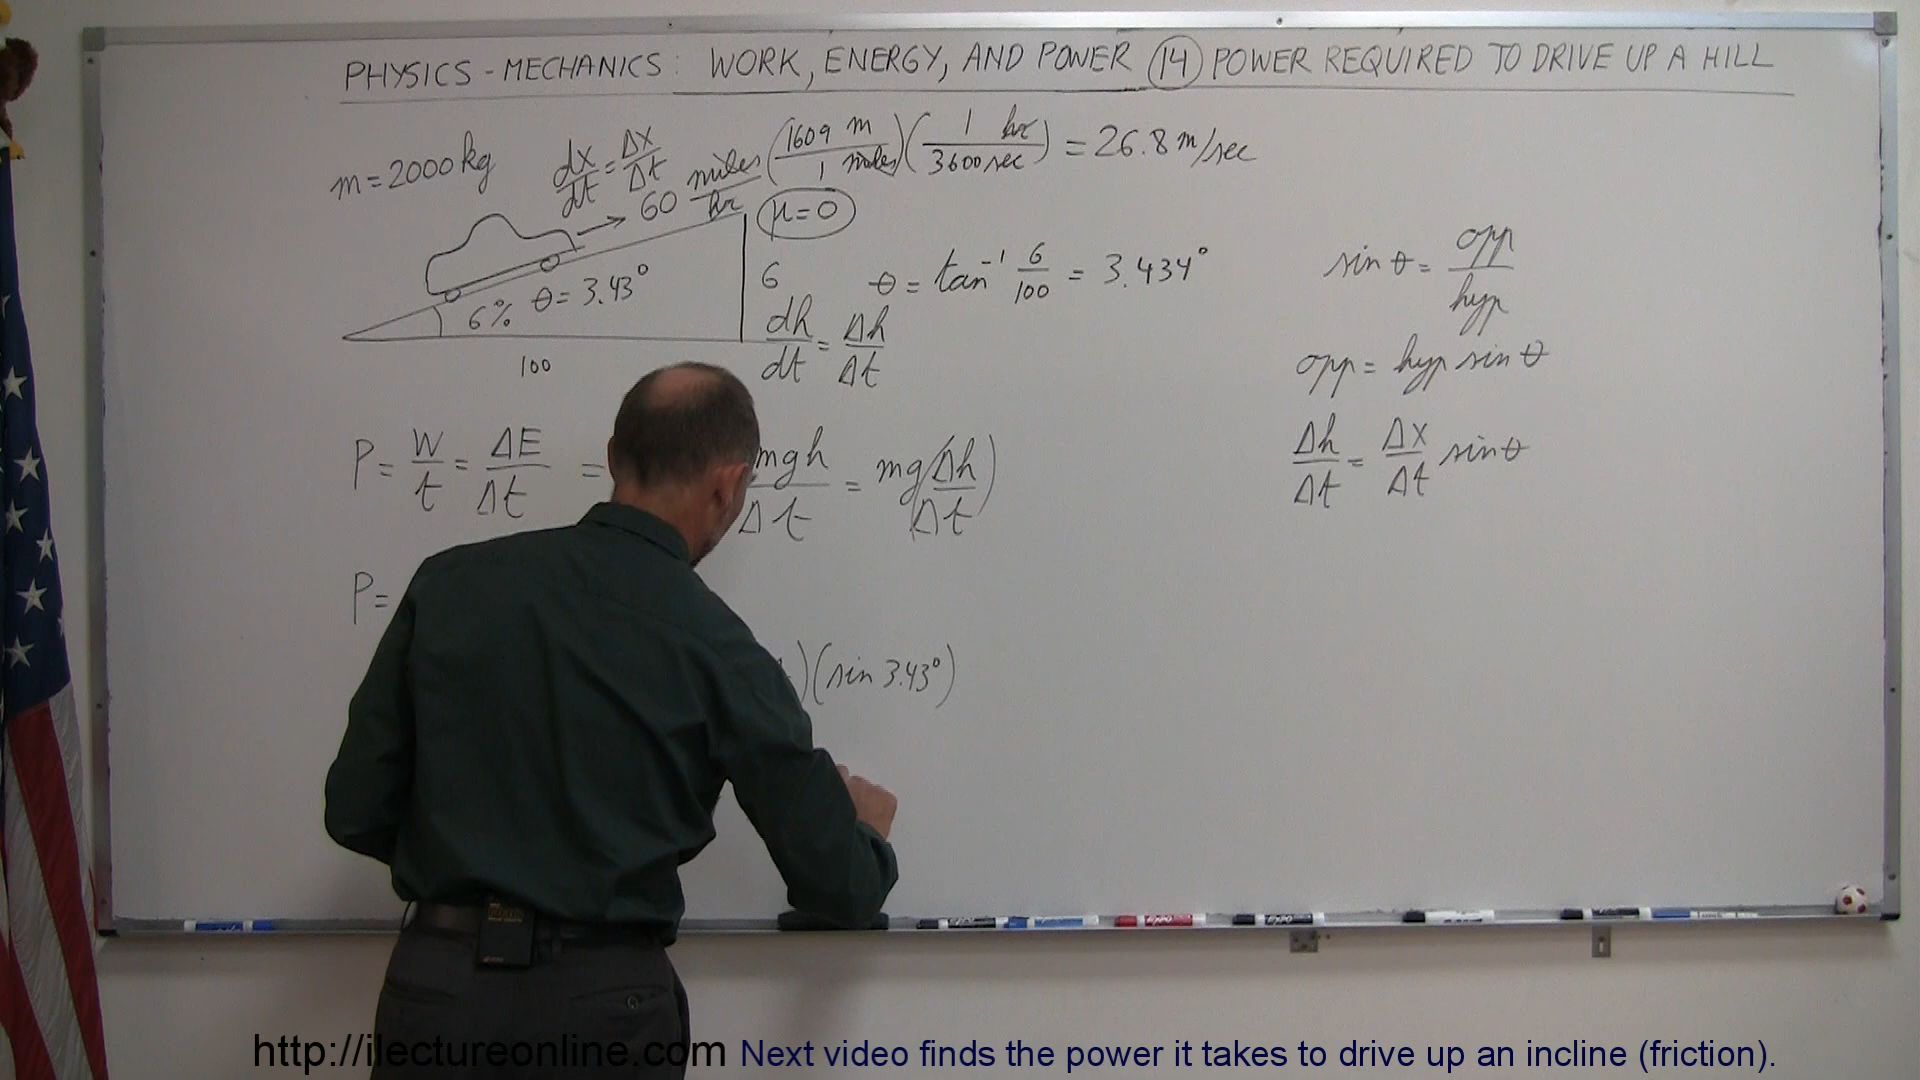 PHYSICS - MECHANICS: WORK, ENERGY, AND POWER (14) POWER REQUIRED TO DRIVE UP A HILL
m = 2000 kg
dx/dt = Δx/Δt
60 miles/hr (1609 m / 1 miles)(1 hr / 3600 sec) = 26.8 m/sec
μ = 0
6% θ = 3.43°
6
100
θ = tan⁻¹ 6/100 = 3.434°
dh/dt = Δh/Δt
sin θ = opp/hyp
opp = hyp sin θ
Δh/Δt = Δx/Δt sin θ
P = W/t = ΔE/Δt = mgh/Δt = mg(Δh/Δt)
P =
)(sin 3.43°)
EXPO
EXPO
EXPO
http://ilectureonline.com Next video finds the power it takes to drive up an incline (friction).